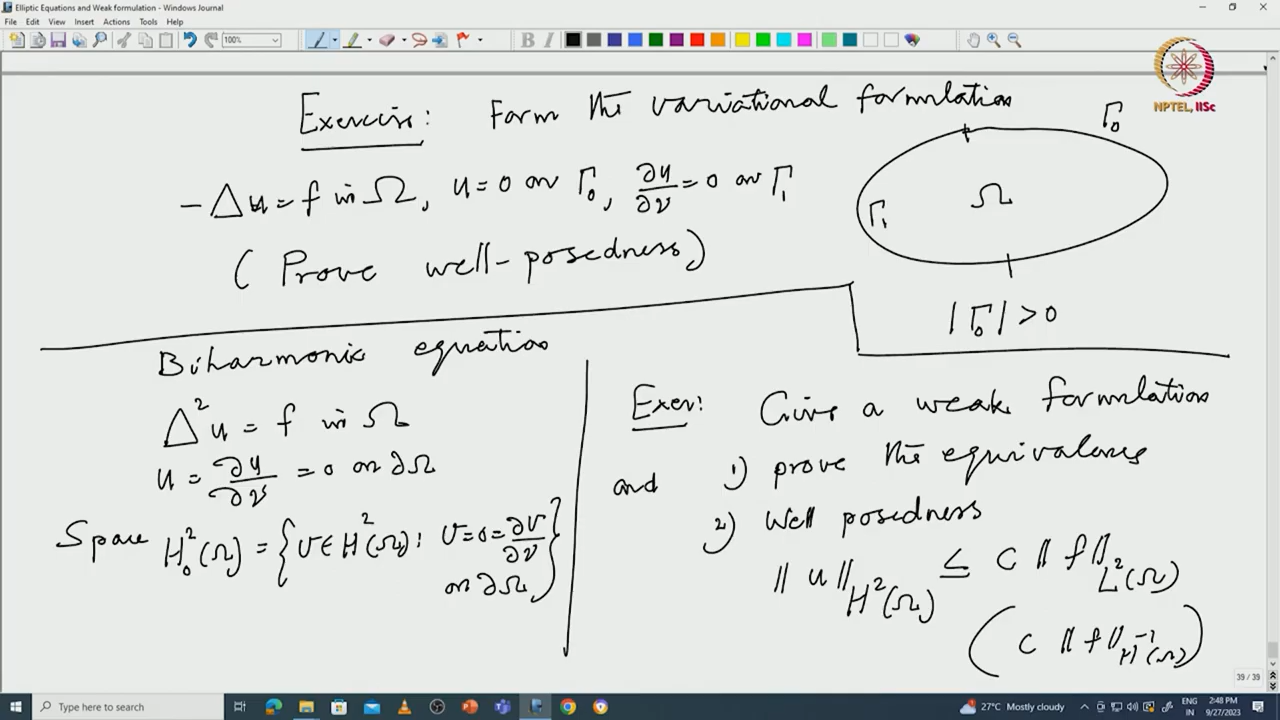 Elliptic Equations and Weak formulation - Windows Journal
File Edit View Insert Actions Tools Help
100%
B I
NPTEL, IISc
Exercise: Form the variational formulation
-Δu = f in Ω, u = 0 on Γ₀, ∂u/∂ν = 0 on Γ₁
(Prove well-posedness)
Γ₀
Ω
Γ₁
|Γ₀| > 0
Biharmonic equation
Δ²u = f in Ω
u = ∂u/∂ν = 0 on ∂Ω
Space H₀²(Ω) = {v ∈ H²(Ω): v = 0 = ∂v/∂ν
on ∂Ω}
Exer: Give a weak formulation
and 1) prove the equivalence
2) Well posedness
‖u‖_H²(Ω) ≤ C ‖f‖_L²(Ω)
(C ‖f‖_H⁻¹(Ω))
39 / 39
Type here to search
27°C Mostly cloudy
ENG
IN
2:48 PM
9/27/2023